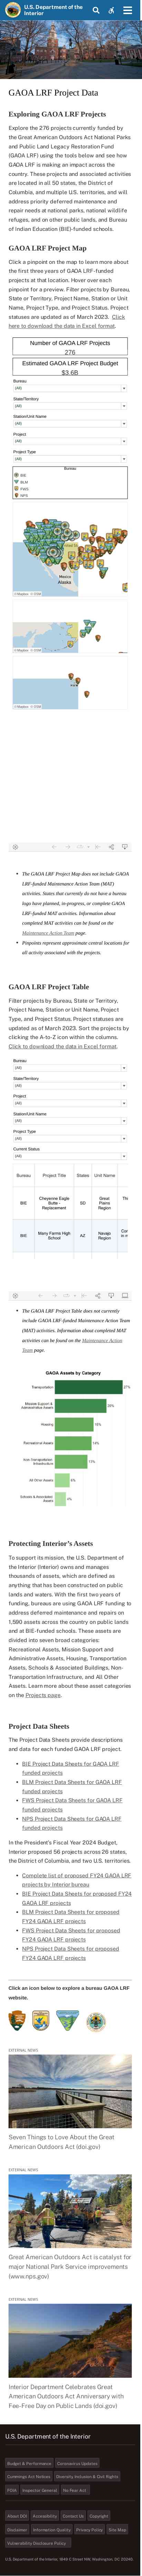 U.S. Department of the
Interior
GAOA LRF Project Data
Exploring GAOA LRF Projects
Explore the 276 projects currently funded by
the Great American Outdoors Act National Parks
and Public Land Legacy Restoration Fund
(GAOA LRF) using the tools below and see how
GAOA LRF is making an impact across the
country. These projects and associated activities
are located in all 50 states, the District of
Columbia and multiple U.S. territories, and will
address priority deferred maintenance and
repair needs at national parks, national wildlife
refuges, and on other public lands, and Bureau
of Indian Education (BIE)-funded schools.
GAOA LRF Project Map
Click a pinpoint on the map to learn more about
the first three years of GAOA LRF-funded
projects at that location. Hover over each
pinpoint for a preview. Filter projects by Bureau,
State or Territory, Project Name, Station or Unit
Name, Project Type, and Project Status. Project
statuses are updated as of March 2023. Click
here to download the data in Excel format.
Number of GAOA LRF Projects
276
Estimated GAOA LRF Project Budget
$3.6B
Bureau
(All)
State/Territory
(All)
Station/Unit Name
(All)
Project
(All)
Project Type
(All)
Bureau
BIE
BLM
FWS
NPS
Mexico
Alaska
© Mapbox © OSM
© Mapbox © OSM
© Mapbox © OSM
The GAOA LRF Project Map does not include GAOA
LRF-funded Maintenance Action Team (MAT)
activities. States that currently do not have a bureau
logo have a planned, in-progress, or complete GAOA
LRF-funded MAT activities. Information about
completed MAT activities can be found on the
Maintenance Action Team page.
Pinpoints represent approximate central locations for
all activity associated with the projects.
GAOA LRF Project Table
Filter projects by Bureau, State or Territory,
Project Name, Station or Unit Name, Project
Type, and Project Status. Project statuses are
updated as of March 2023. Sort the projects by
clicking the A-to-Z icon within the columns.
Click to download the data in Excel format.
Bureau
(All)
State/Territory
(All)
Project
(All)
Station/Unit Name
(All)
Project Type
(All)
Current Status
(All)
Bureau Project Title States Unit Name
BIE Cheyenne Eagle Butte - Replacement SD Great Plains Region
BIE Many Farms High School AZ Navajo Region
The GAOA LRF Project Table does not currently
include GAOA LRF-funded Maintenance Action Team
(MAT) activities. Information about completed MAT
activities can be found on the Maintenance Action
Team page.
GAOA Assets by Category
Transportation
Mission Support &
Administrative Assets
Housing
Recreational Assets
Non-Transportation
Infrastructure
All Other Assets
Schools & Associated
Buildings
Protecting Interior's Assets
To support its mission, the U.S. Department of
the Interior (Interior) owns and manages
thousands of assets, which are defined as
anything that has been constructed on public
lands with management needs. For the first
three years of funding, bureaus are using GAOA
LRF funding to address deferred maintenance and repairs on
1,590 assets across the 428 million public lands
and at BIE-funded schools. These assets are
divided into seven broad categories:
Recreational Assets, Mission Support and
Administrative Assets, Housing, Transportation
Assets, Schools & Associated Buildings, Non-
Transportation Infrastructure, and All Other
Assets. Learn more about these asset categories
on the Projects page.
Project Data Sheets
The Project Data Sheets provide descriptions
and data for each funded GAOA LRF project.
BIE Project Data Sheets for GAOA LRF
funded projects
BLM Project Data Sheets for GAOA LRF
funded projects
FWS Project Data Sheets for GAOA LRF
funded projects
NPS Project Data Sheets for GAOA LRF
funded projects
In the President's Fiscal Year 2024 Budget,
Interior proposed 56 projects across 26 states,
the District of Columbia, and two U.S. territories.
Complete list of proposed FY24 GAOA LRF
projects by Interior bureau
BIE Project Data Sheets for proposed FY24
GAOA LRF projects
BLM Project Data Sheets for proposed
FY24 GAOA LRF projects
FWS Project Data Sheets for proposed
FY24 GAOA LRF projects
NPS Project Data Sheets for proposed
FY24 GAOA LRF projects
Click an icon below to explore a bureau GAOA LRF
website.
EXTERNAL NEWS
Seven Things to Love About the Great
American Outdoors Act (doi.gov)
EXTERNAL NEWS
Great American Outdoors Act is catalyst for
major National Park Service improvements
(www.nps.gov)
EXTERNAL NEWS
Interior Department Celebrates Great
American Outdoors Act Anniversary with
Fee-Free Day on Public Lands (doi.gov)
U.S. Department of the Interior
Budget & Performance Coronavirus Updates
Cummings Act Notices Diversity, Inclusion & Civil Rights
FOIA Inspector General No Fear Act
About DOI Accessibility Contact Us Copyright
Disclaimer Information Quality Privacy Policy Site Map
Vulnerability Disclosure Policy
U.S. Department of the Interior, 1849 C Street NW, Washington, DC 20240.